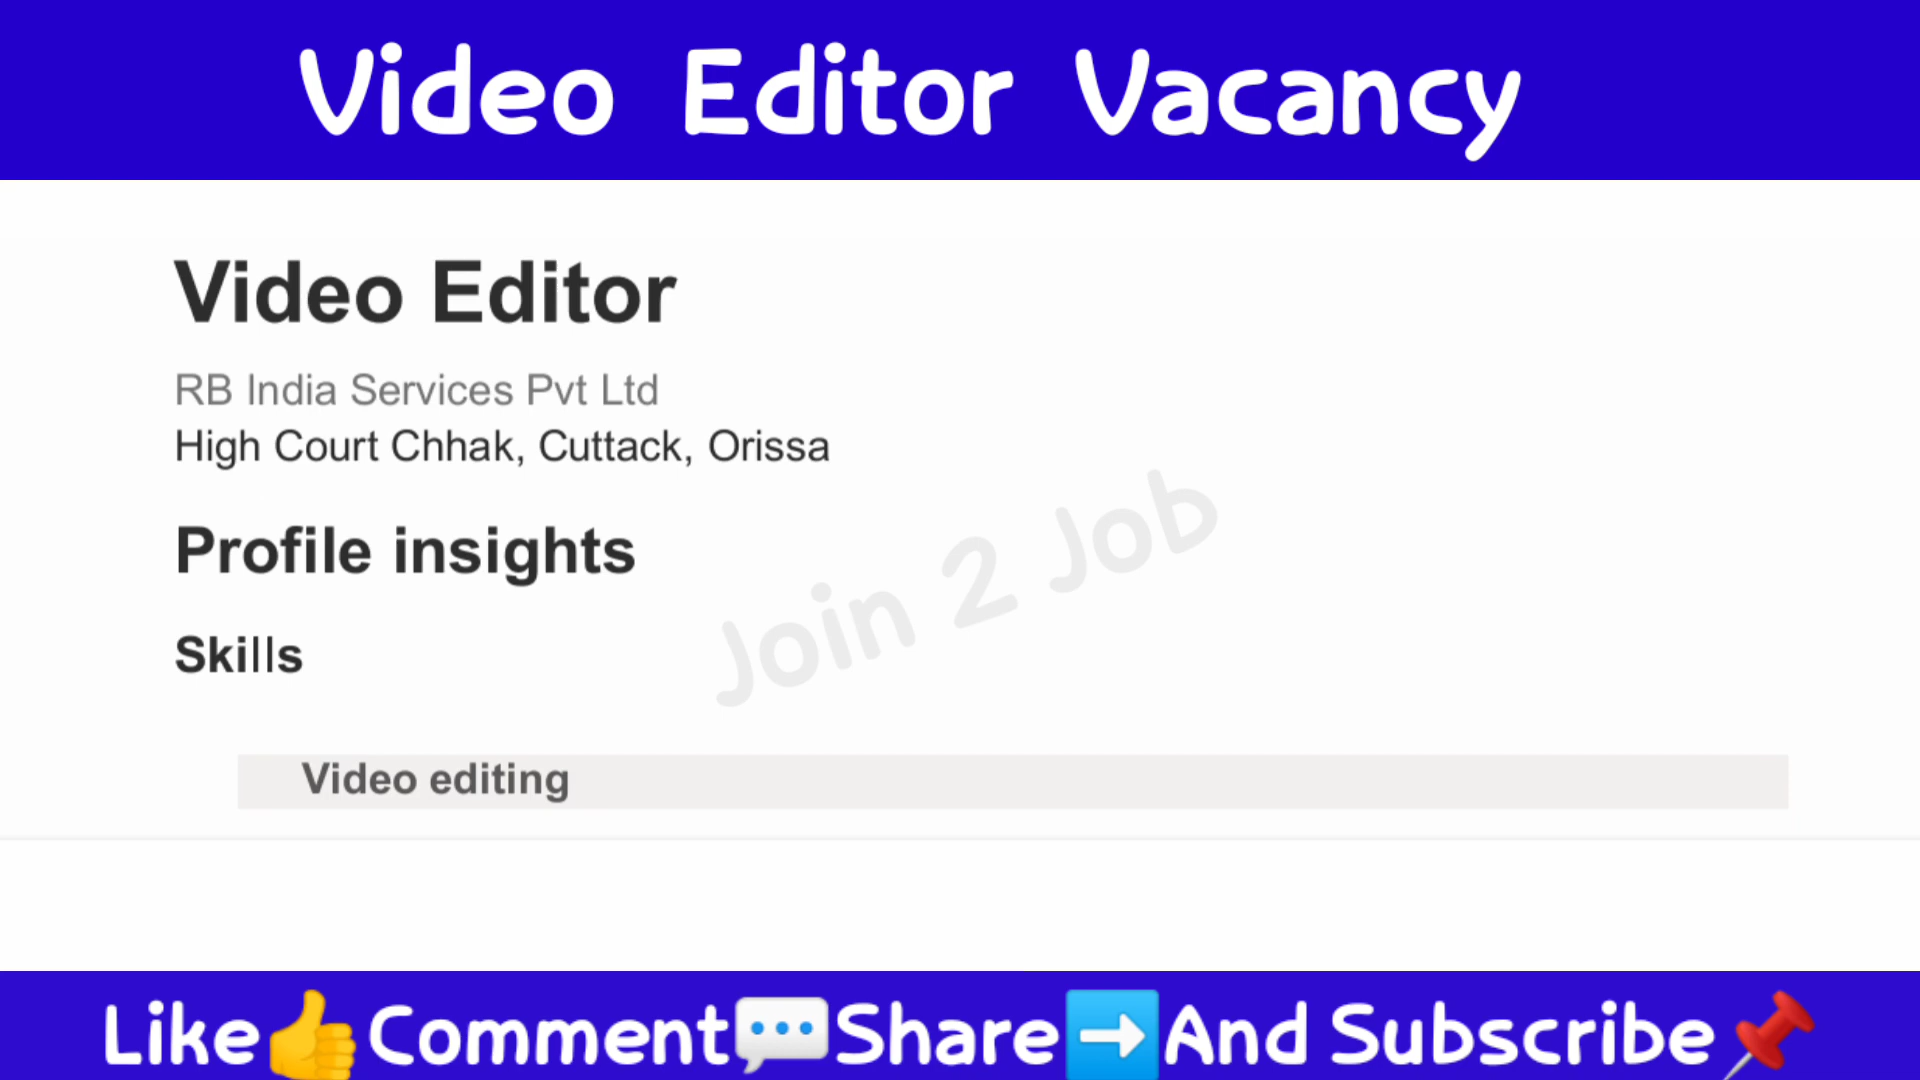 Video Editor Vacancy
Video Editor
RB India Services Pvt Ltd
High Court Chhak, Cuttack, Orissa
Profile insights
Join 2 Job
Skills
Video editing
Like👍Comment💬Share➡️And Subscribe📌